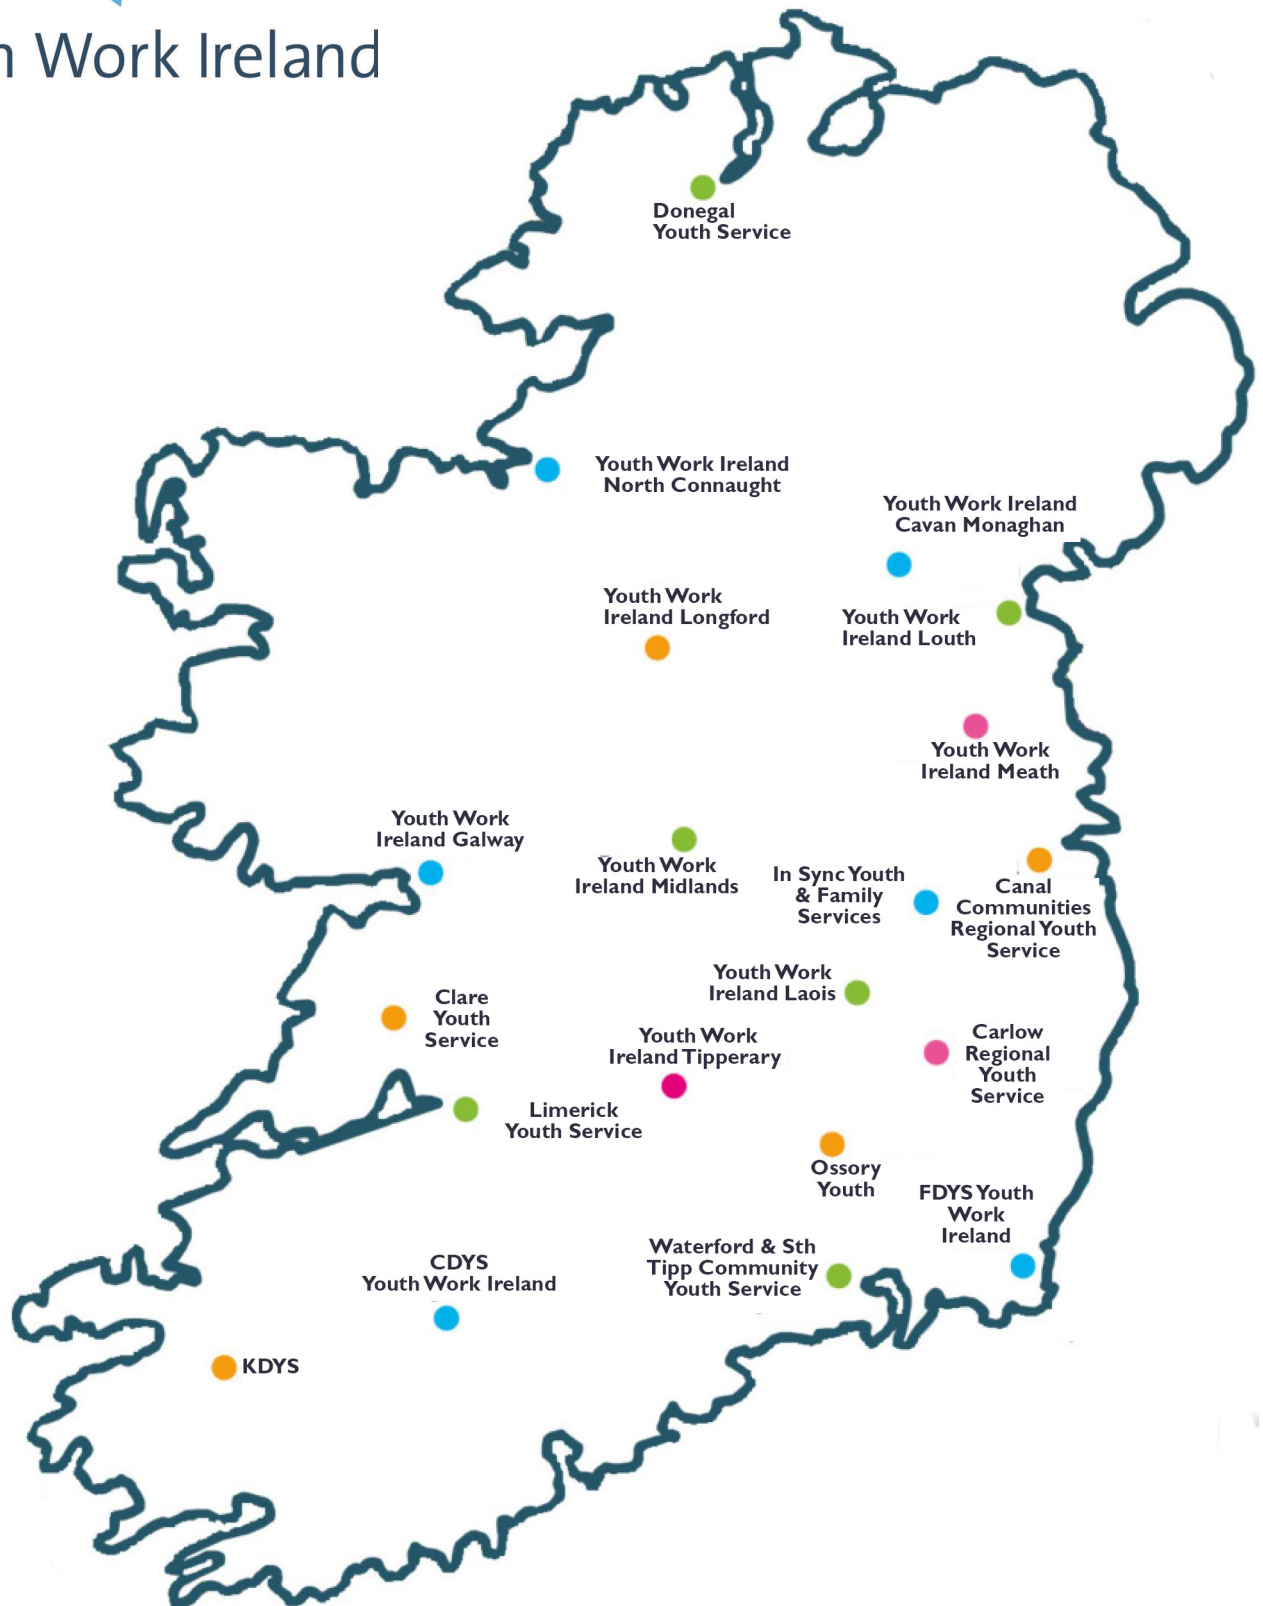 Work Ireland
Donegal
Youth Service
Youth Work Ireland
North Connaught
Youth Work Ireland
Cavan Monaghan
Youth Work
Ireland Longford
Youth Work
Ireland Louth
Youth Work
Ireland Meath
Youth Work
Ireland Galway
Youth Work
Ireland Midlands
In Sync Youth
& Family
Services
Canal
Communities
Regional Youth
Service
Youth Work
Ireland Laois
Clare
Youth
Service
Youth Work
Ireland Tipperary
Carlow
Regional
Youth
Service
Limerick
Youth Service
Ossory
Youth
FDYS Youth
Work
Ireland
Waterford & Sth
Tipp Community
Youth Service
CDYS
Youth Work Ireland
KDYS